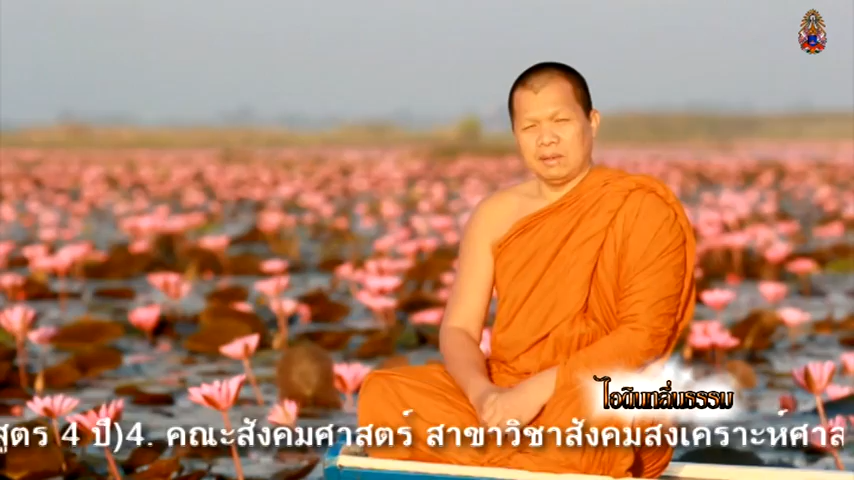 ไอดินกลิ่นธรรม
สูตร 4 ปี)4. คณะสังคมศาสตร์ สาขาวิชาสังคมสงเคราะห์ศาส